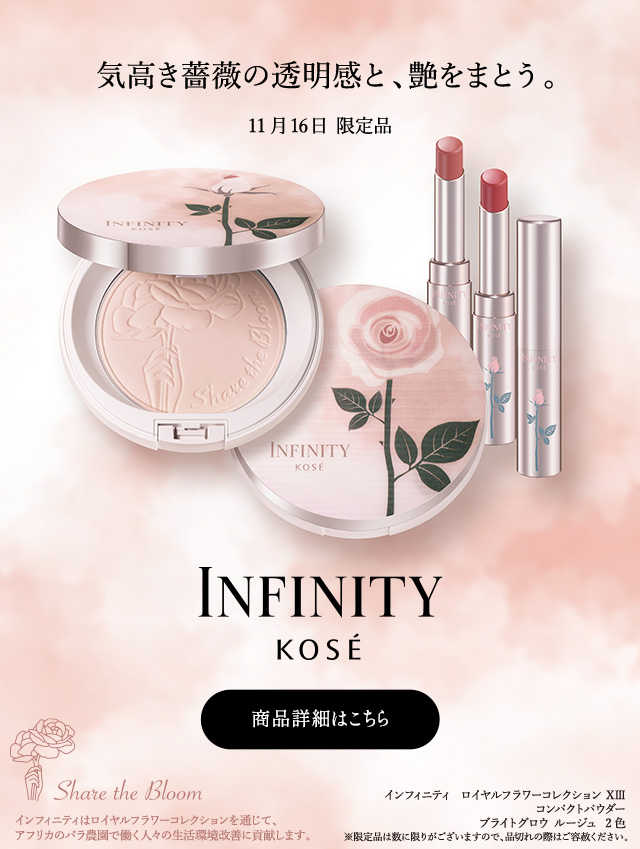 気高き薔薇の透明感と、艶をまとう。
11月16日 限定品
INFINITY
KOSÉ
Share the Bloom
INFINITY
KOSÉ
INFINITY
KOSÉ
INFINITY
KOSÉ
INFINITY
KOSÉ
INFINITY
KOSÉ
商品詳細はこちら
Share the Bloom
インフィニティはロイヤルフラワーコレクションを通じて、
アフリカのバラ農園で働く人々の生活環境改善に貢献します。
インフィニティ ロイヤルフラワーコレクション XIII
コンパクトパウダー
ブライトグロウ ルージュ 2色
※限定品は数に限りがございますので、品切れの際はご容赦ください。